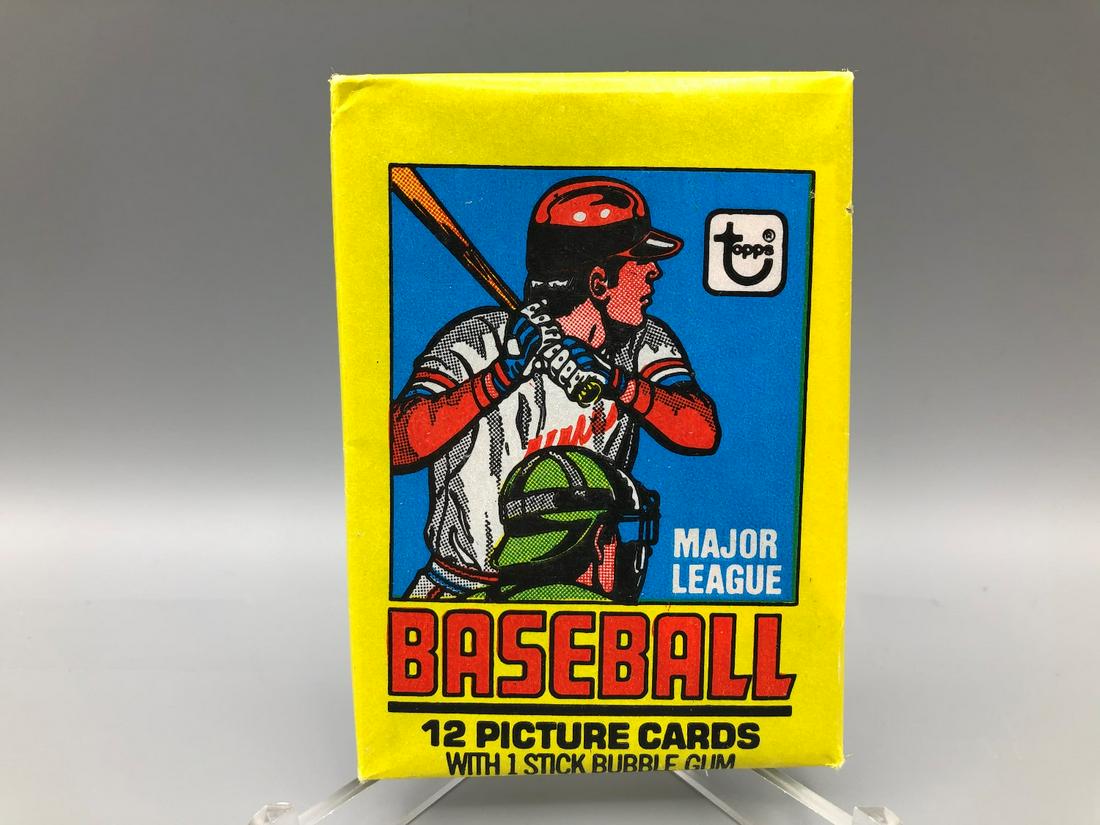 topps®
MAJOR
LEAGUE
BASEBALL
12 PICTURE CARDS
WITH 1 STICK BUBBLE GUM